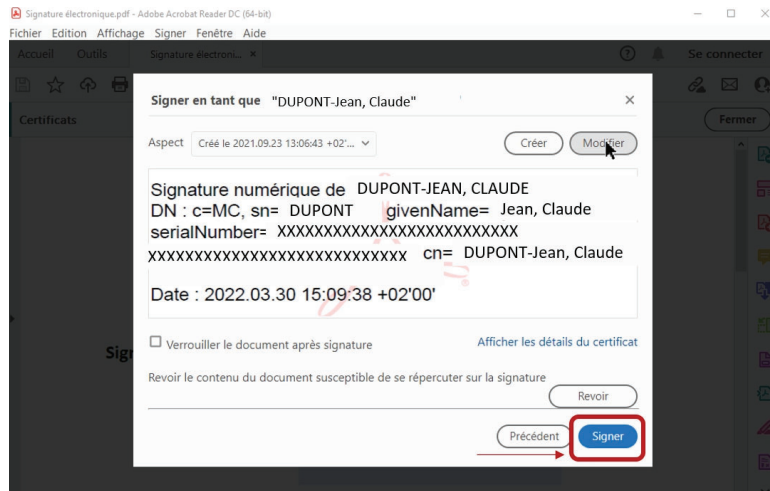 Signature électronique.pdf - Adobe Acrobat Reader DC (64-bit)
Fichier Edition Affichage Signer Fenêtre Aide
Accueil Outils Signature électroni... × Se connecter
Certificats Fermer
Signer en tant que "DUPONT-Jean, Claude" ×
Aspect Créé le 2021.09.23 13:06:43 +02'... Créer Modifier
Signature numérique de DUPONT-JEAN, CLAUDE
DN : c=MC, sn= DUPONT givenName= Jean, Claude
serialNumber= XXXXXXXXXXXXXXXXXXXXXXXXXX
XXXXXXXXXXXXXXXXXXXXXXXXXXXX cn= DUPONT-Jean, Claude
Date : 2022.03.30 15:09:38 +02'00'
Sign
Verrouiller le document après signature Afficher les détails du certificat
Revoir le contenu du document susceptible de se répercuter sur la signature
Revoir
Précédent Signer